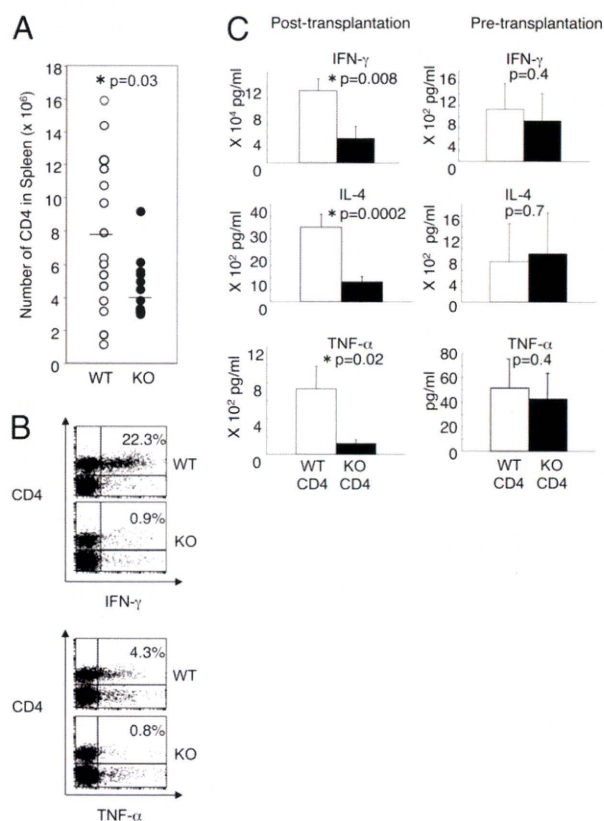 A
Number of CD4 in Spleen (x 10⁶)
18
16
14
12
10
8
6
4
2
0
* p=0.03
WT KO
B
CD4
22.3%
WT
0.9%
KO
IFN-γ
CD4
4.3%
WT
0.8%
KO
TNF-α
C
Post-transplantation Pre-transplantation
IFN-γ
* p=0.008
X 10⁴ pg/ml
12
8
4
0
IFN-γ
p=0.4
X 10² pg/ml
16
12
8
4
0
IL-4
* p=0.0002
X 10² pg/ml
40
30
20
10
0
IL-4
p=0.7
X 10² pg/ml
16
12
8
4
0
TNF-α
* p=0.02
X 10² pg/ml
12
8
4
0
WT KO
CD4 CD4
TNF-α
p=0.4
pg/ml
80
60
40
20
0
WT KO
CD4 CD4